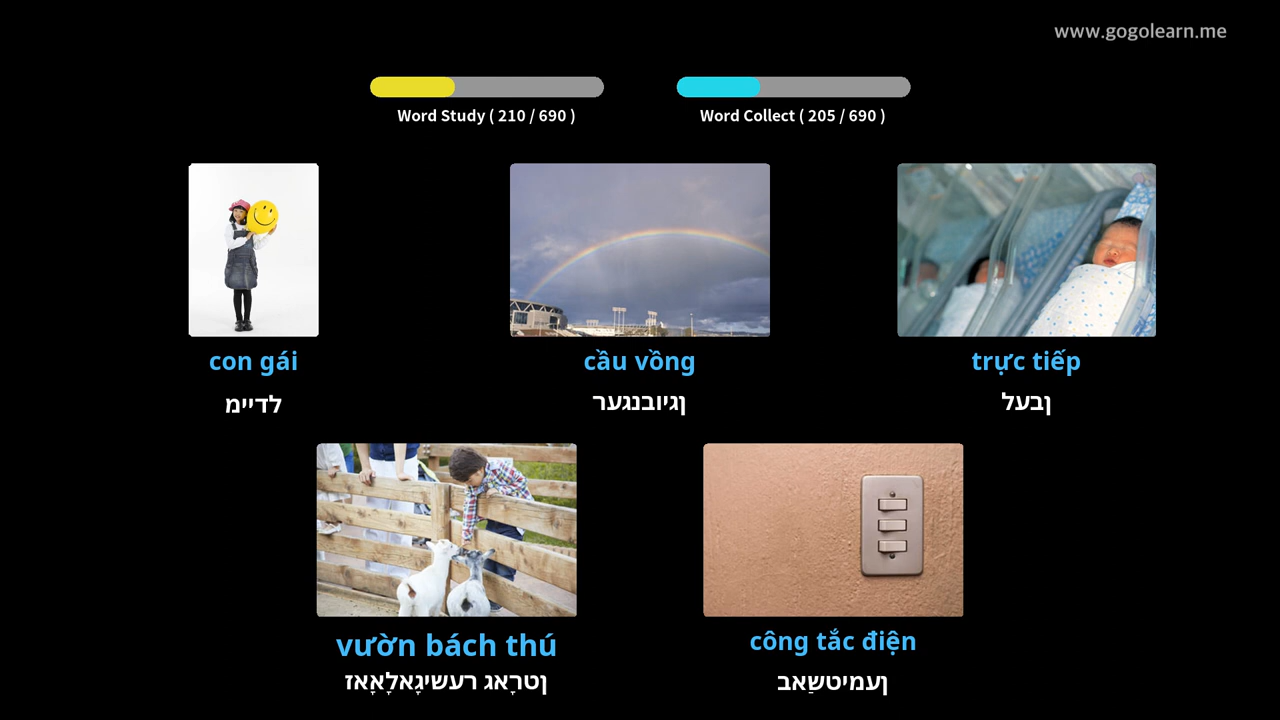 www.gogolearn.me
Word Study ( 210 / 690 )
Word Collect ( 205 / 690 )
con gái
מיידל
cầu vồng
רעגנבויגן
trực tiếp
לעבן
vườn bách thú
זאָאָלאָגישער גאָרטן
công tắc điện
באַשטימען